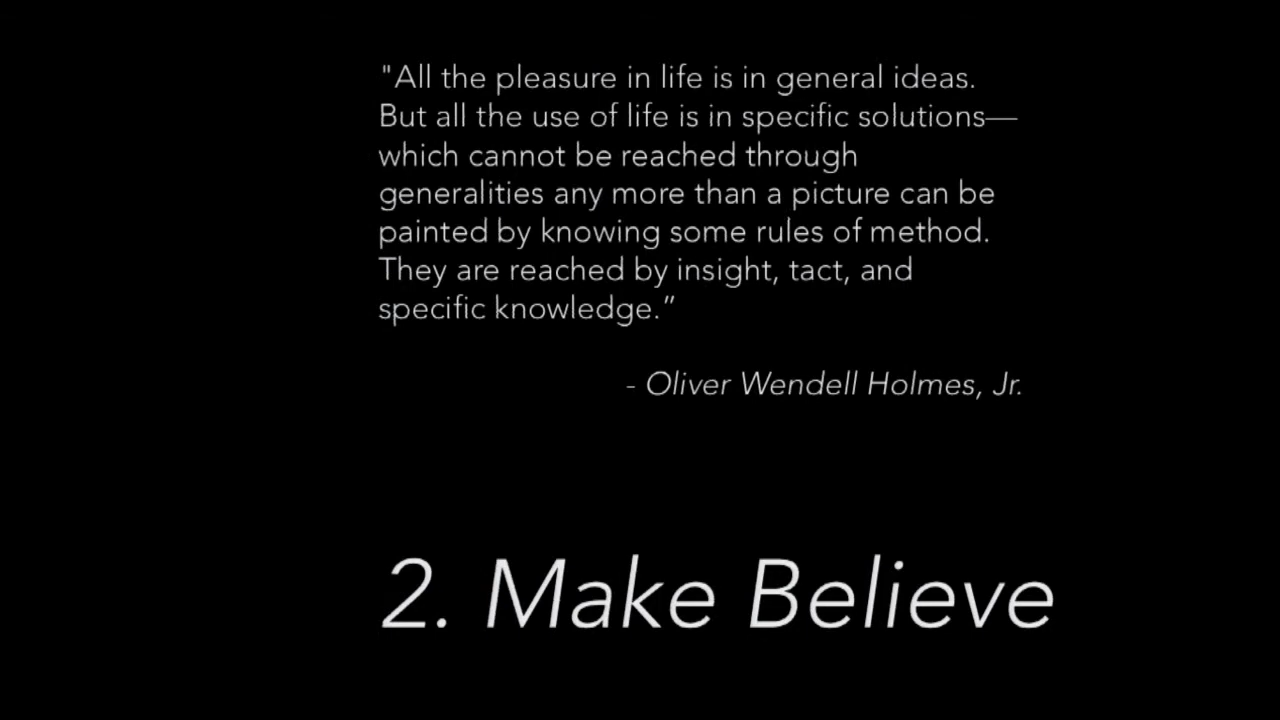 "All the pleasure in life is in general ideas.
But all the use of life is in specific solutions—
which cannot be reached through
generalities any more than a picture can be
painted by knowing some rules of method.
They are reached by insight, tact, and
specific knowledge.”
- Oliver Wendell Holmes, Jr.
2. Make Believe